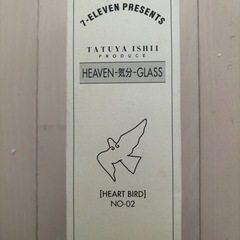 7-ELEVEN PRESENTS
TATUYA ISHII
PRODUCE
HEAVEN-気分-GLASS
[HEART BIRD]
NO-02